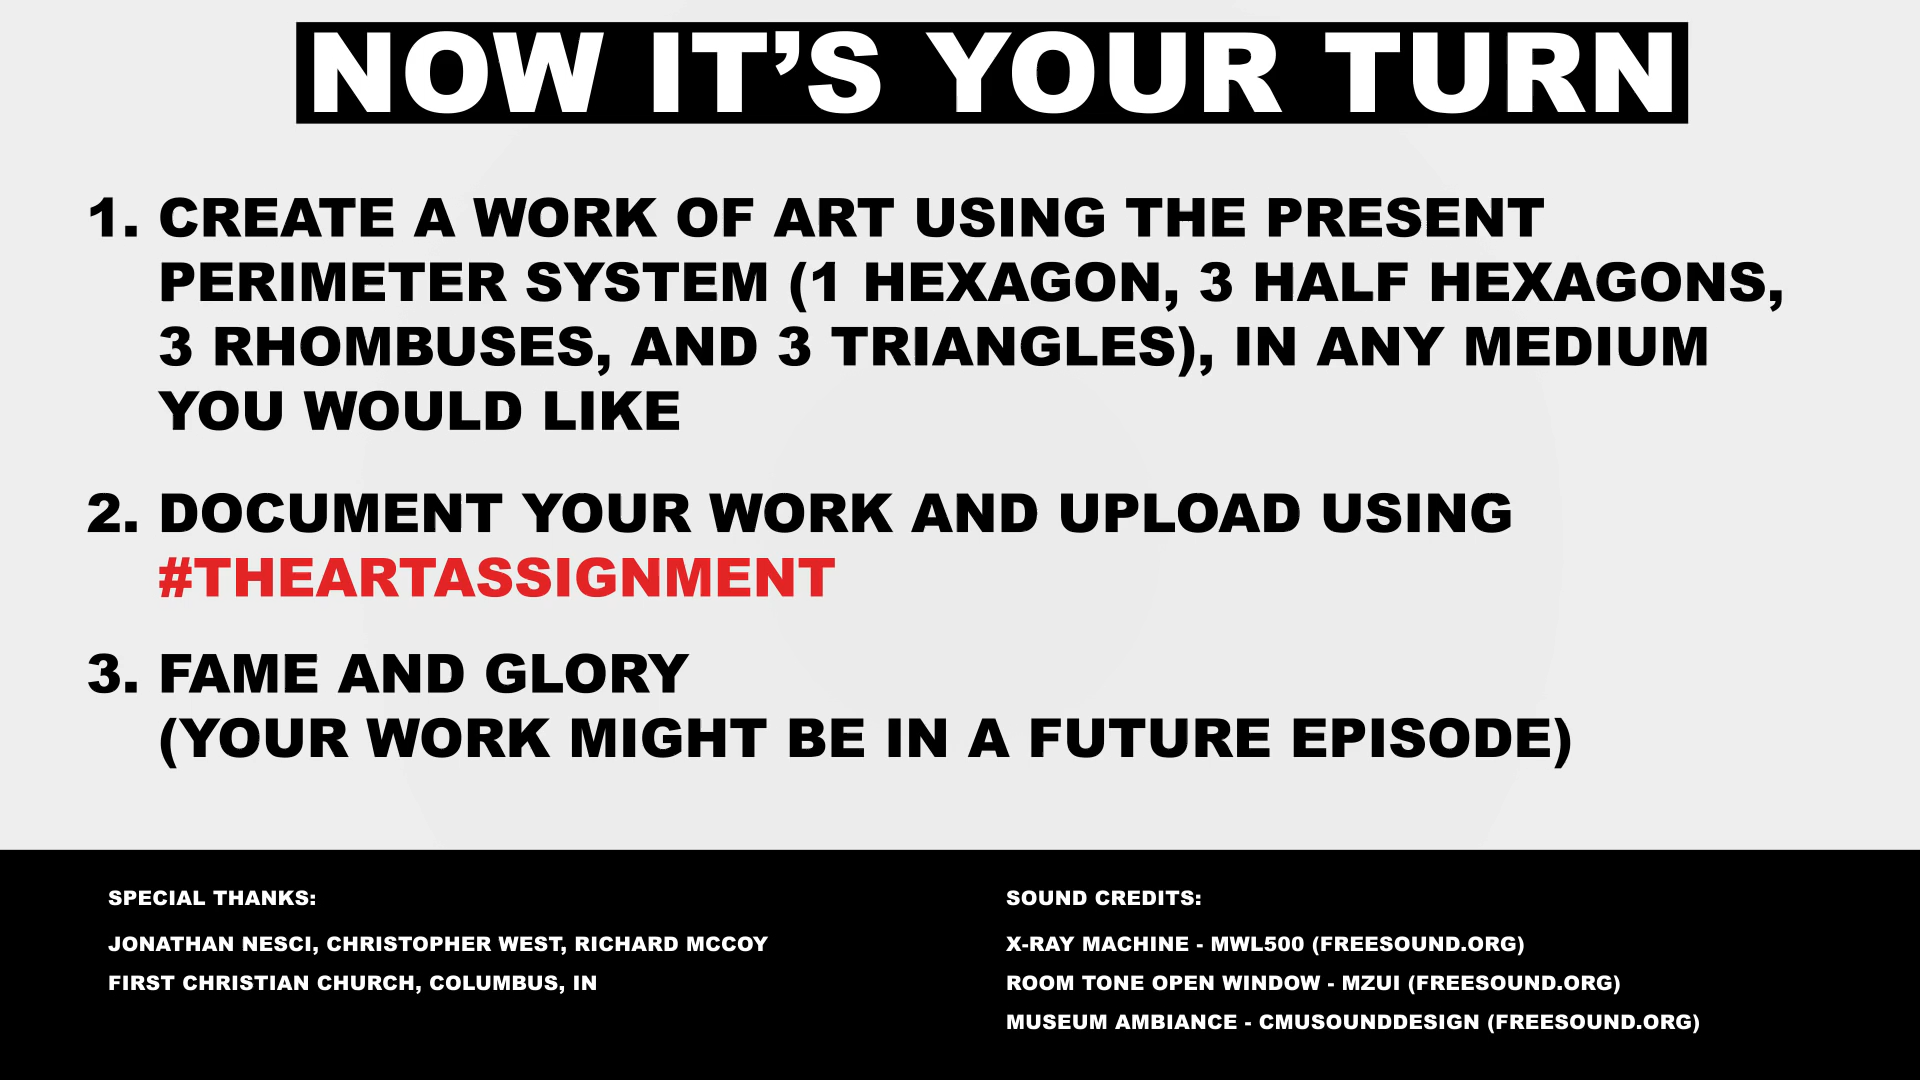 NOW IT’S YOUR TURN
1. CREATE A WORK OF ART USING THE PRESENT
PERIMETER SYSTEM (1 HEXAGON, 3 HALF HEXAGONS,
3 RHOMBUSES, AND 3 TRIANGLES), IN ANY MEDIUM
YOU WOULD LIKE
2. DOCUMENT YOUR WORK AND UPLOAD USING
#THEARTASSIGNMENT
3. FAME AND GLORY
(YOUR WORK MIGHT BE IN A FUTURE EPISODE)
SPECIAL THANKS:
JONATHAN NESCI, CHRISTOPHER WEST, RICHARD MCCOY
FIRST CHRISTIAN CHURCH, COLUMBUS, IN
SOUND CREDITS:
X-RAY MACHINE - MWL500 (FREESOUND.ORG)
ROOM TONE OPEN WINDOW - MZUI (FREESOUND.ORG)
MUSEUM AMBIANCE - CMUSOUNDDESIGN (FREESOUND.ORG)